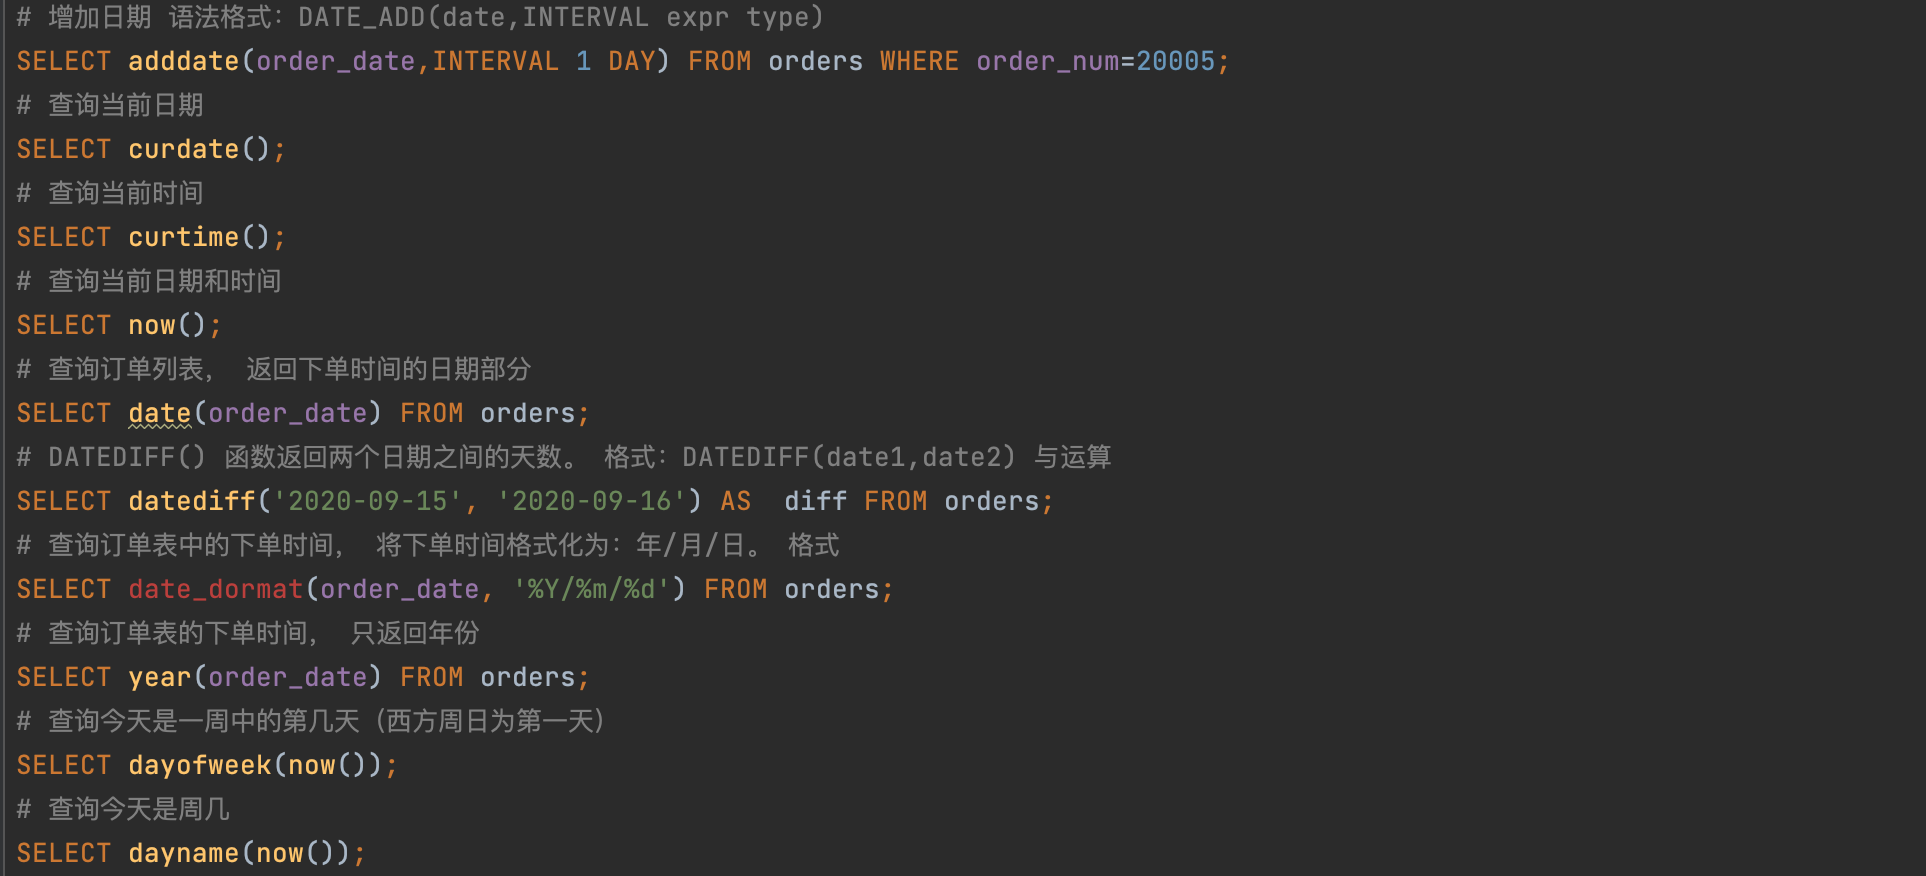 # 增加日期 语法格式：DATE_ADD(date,INTERVAL expr type)
SELECT adddate(order_date,INTERVAL 1 DAY) FROM orders WHERE order_num=20005;
# 查询当前日期
SELECT curdate();
# 查询当前时间
SELECT curtime();
# 查询当前日期和时间
SELECT now();
# 查询订单列表， 返回下单时间的日期部分
SELECT date(order_date) FROM orders;
# DATEDIFF() 函数返回两个日期之间的天数。 格式：DATEDIFF(date1,date2) 与运算
SELECT datediff('2020-09-15', '2020-09-16') AS  diff FROM orders;
# 查询订单表中的下单时间， 将下单时间格式化为：年/月/日。 格式
SELECT date_dormat(order_date, '%Y/%m/%d') FROM orders;
# 查询订单表的下单时间， 只返回年份
SELECT year(order_date) FROM orders;
# 查询今天是一周中的第几天（西方周日为第一天）
SELECT dayofweek(now());
# 查询今天是周几
SELECT dayname(now());